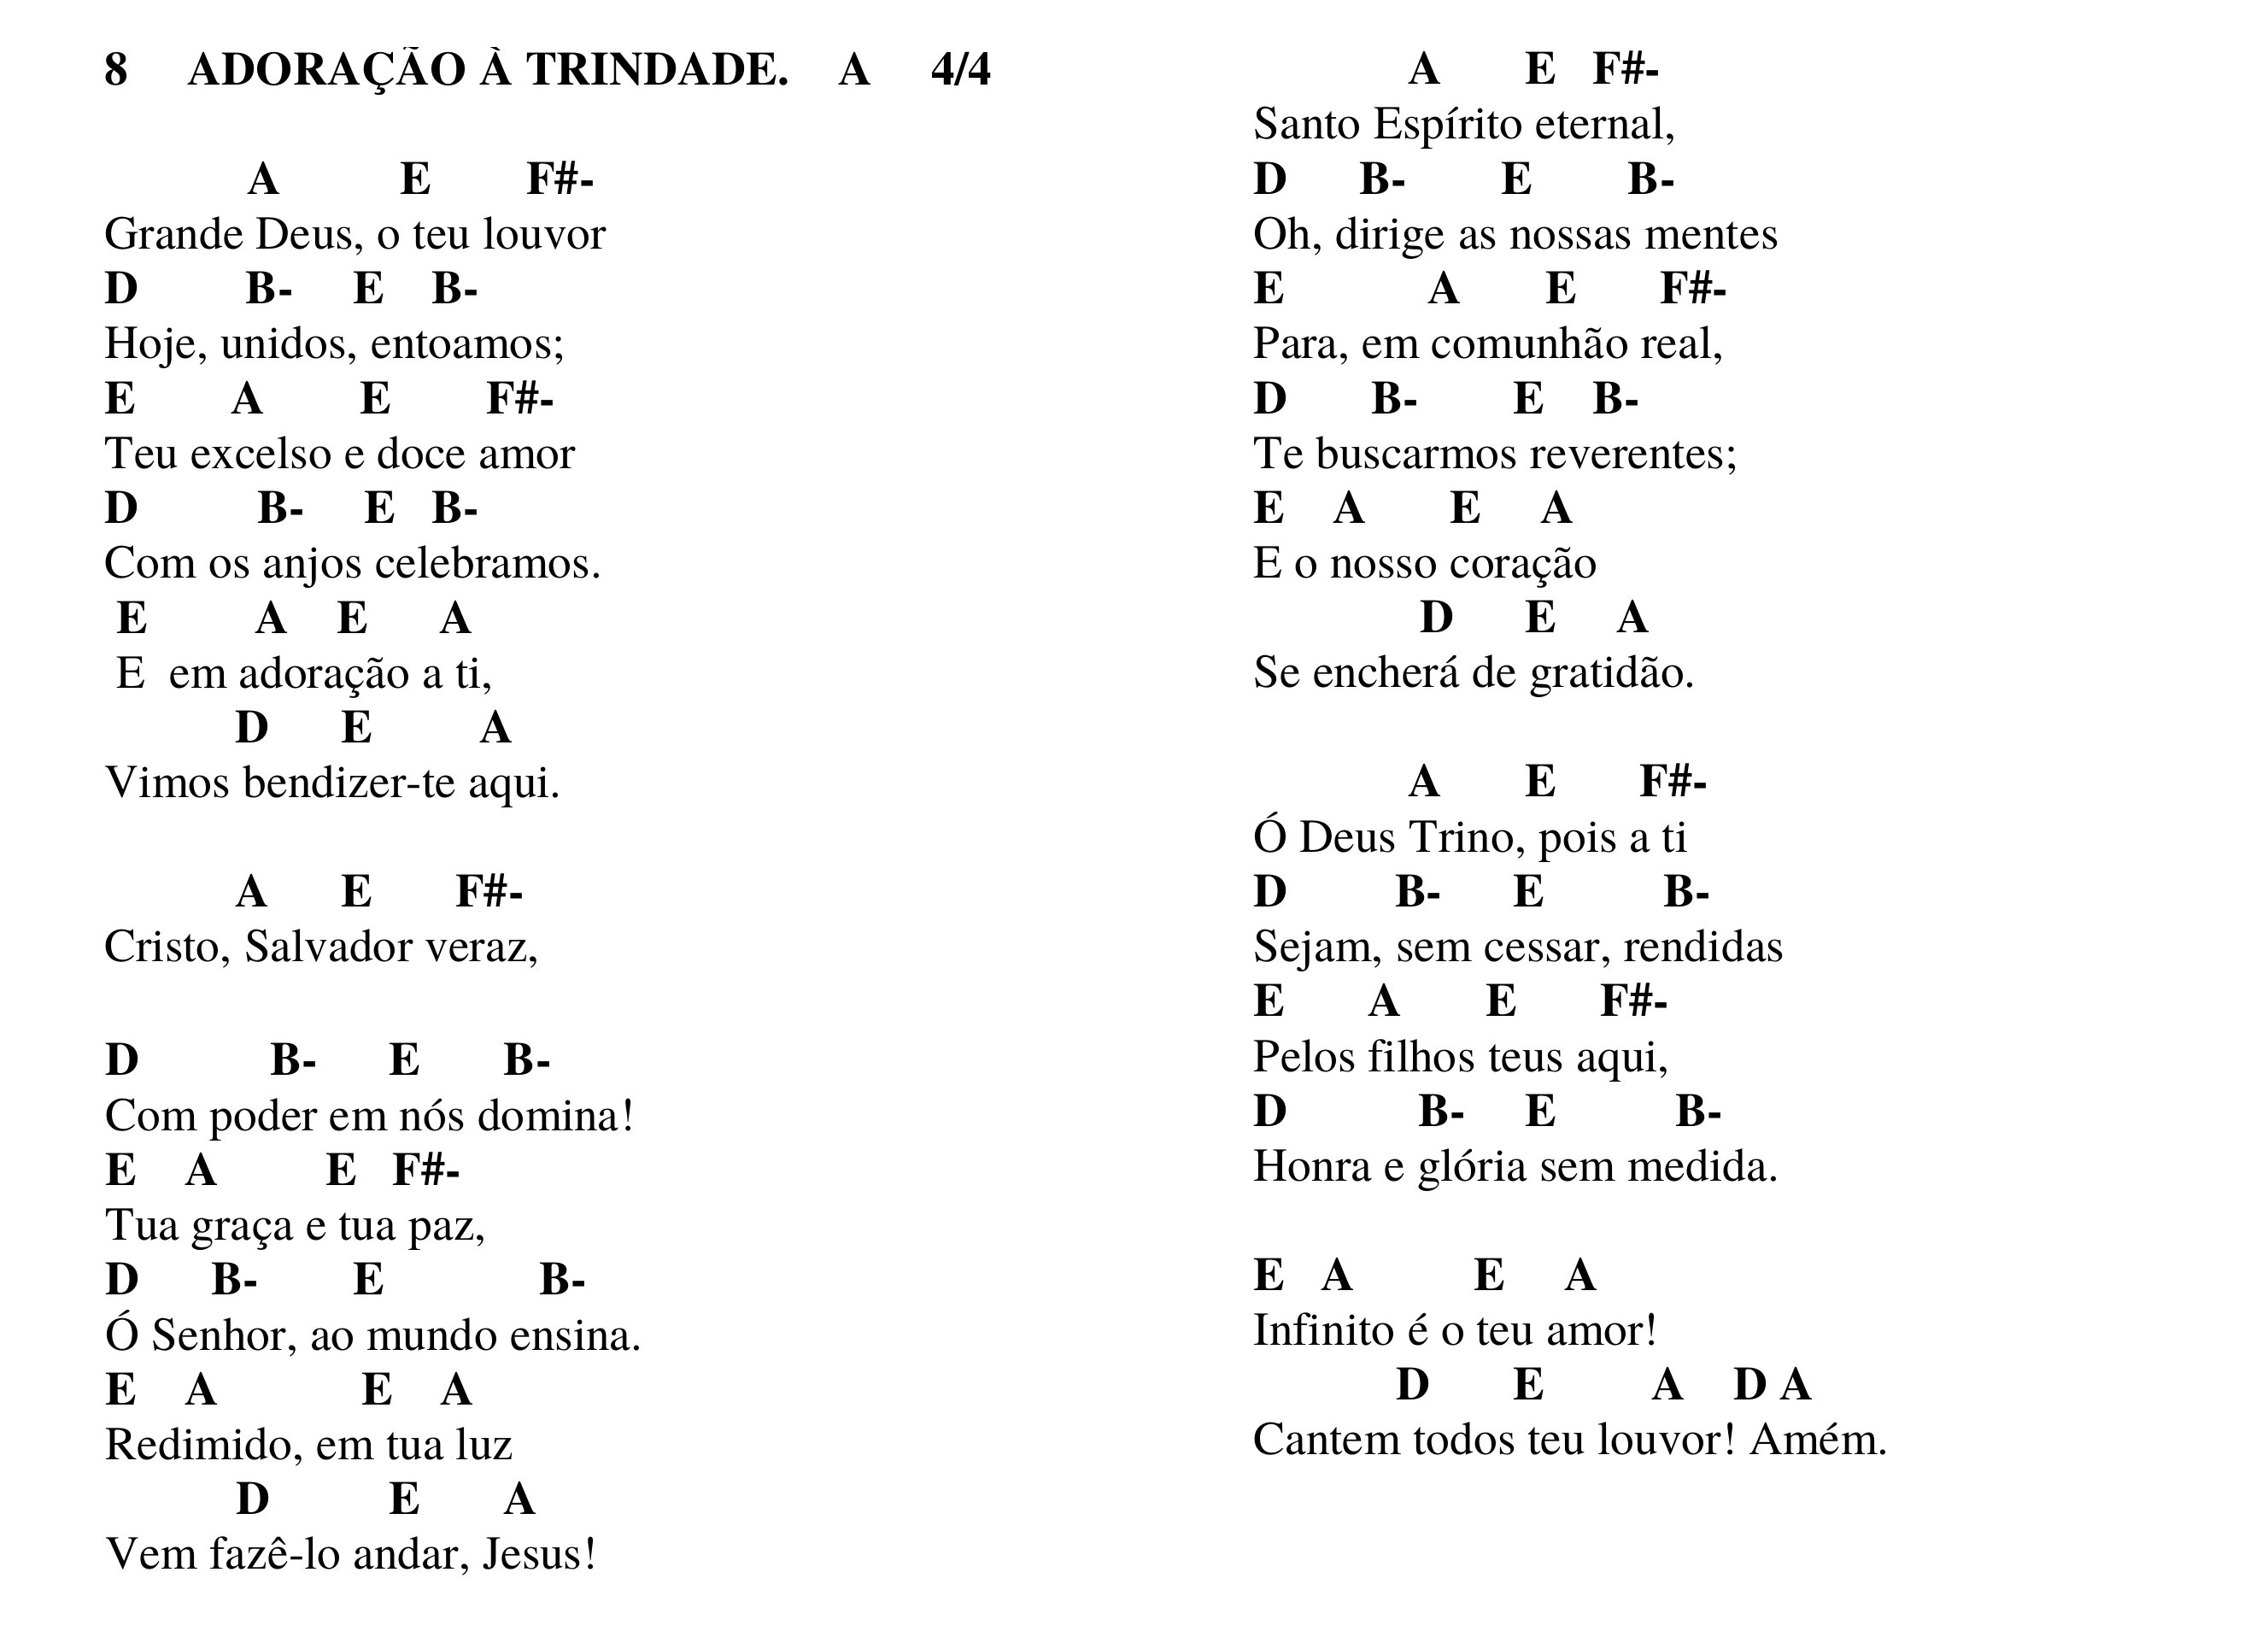 8 ADORAÇÃO À TRINDADE. A 4/4
A E F#-
Grande Deus, o teu louvor
D B- E B-
Hoje, unidos, entoamos;
E A E F#-
Teu excelso e doce amor
D B- E B-
Com os anjos celebramos.
E A E A
E em adoração a ti,
D E A
Vimos bendizer-te aqui.
A E F#-
Cristo, Salvador veraz,
D B- E B-
Com poder em nós domina!
E A E F#-
Tua graça e tua paz,
D B- E B-
Ó Senhor, ao mundo ensina.
E A E A
Redimido, em tua luz
D E A
Vem fazê-lo andar, Jesus!
A E F#-
Santo Espírito eternal,
D B- E B-
Oh, dirige as nossas mentes
E A E F#-
Para, em comunhão real,
D B- E B-
Te buscarmos reverentes;
E A E A
E o nosso coração
D E A
Se encherá de gratidão.
A E F#-
Ó Deus Trino, pois a ti
D B- E B-
Sejam, sem cessar, rendidas
E A E F#-
Pelos filhos teus aqui,
D B- E B-
Honra e glória sem medida.
E A E A
Infinito é o teu amor!
D E A D A
Cantem todos teu louvor! Amém.